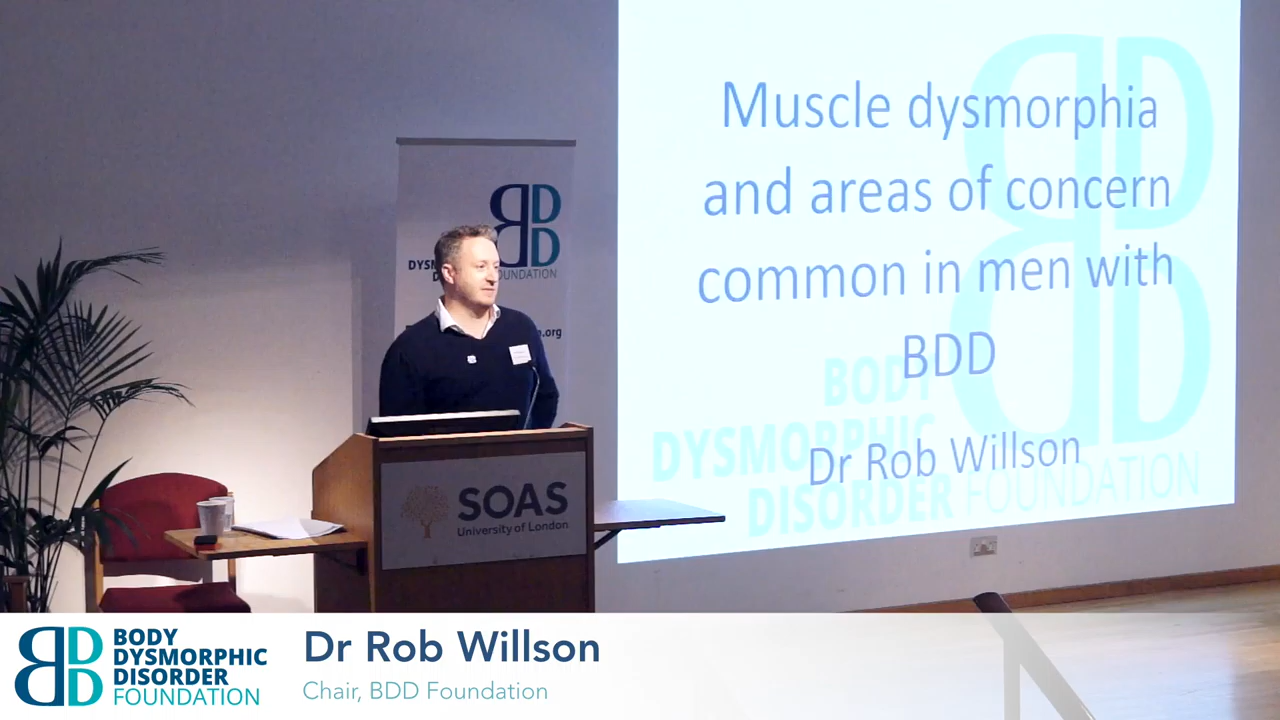 Muscle dysmorphia
and areas of concern
common in men with
BDD
Dr Rob Willson
BODY
DYSMORPHIC
DISORDER FOUNDATION
SOAS
University of London
BODY
DYSMORPHIC
DISORDER
FOUNDATION
Dr Rob Willson
Chair, BDD Foundation